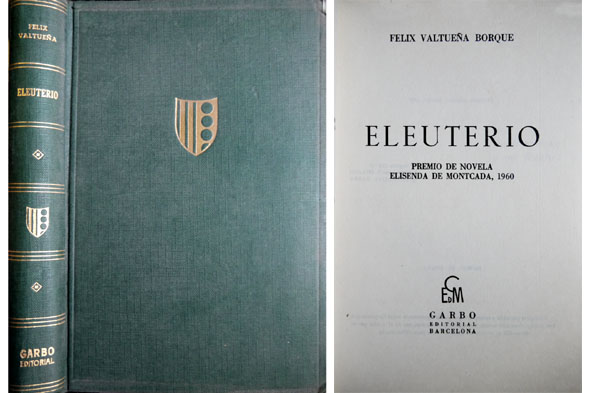 FELIX
VALTUEÑA
ELEUTERIO
GARBO
EDITORIAL
FELIX VALTUEÑA BORQUE
ELEUTERIO
PREMIO DE NOVELA
ELISENDA DE MONTCADA, 1960
GARBO
EDITORIAL
BARCELONA